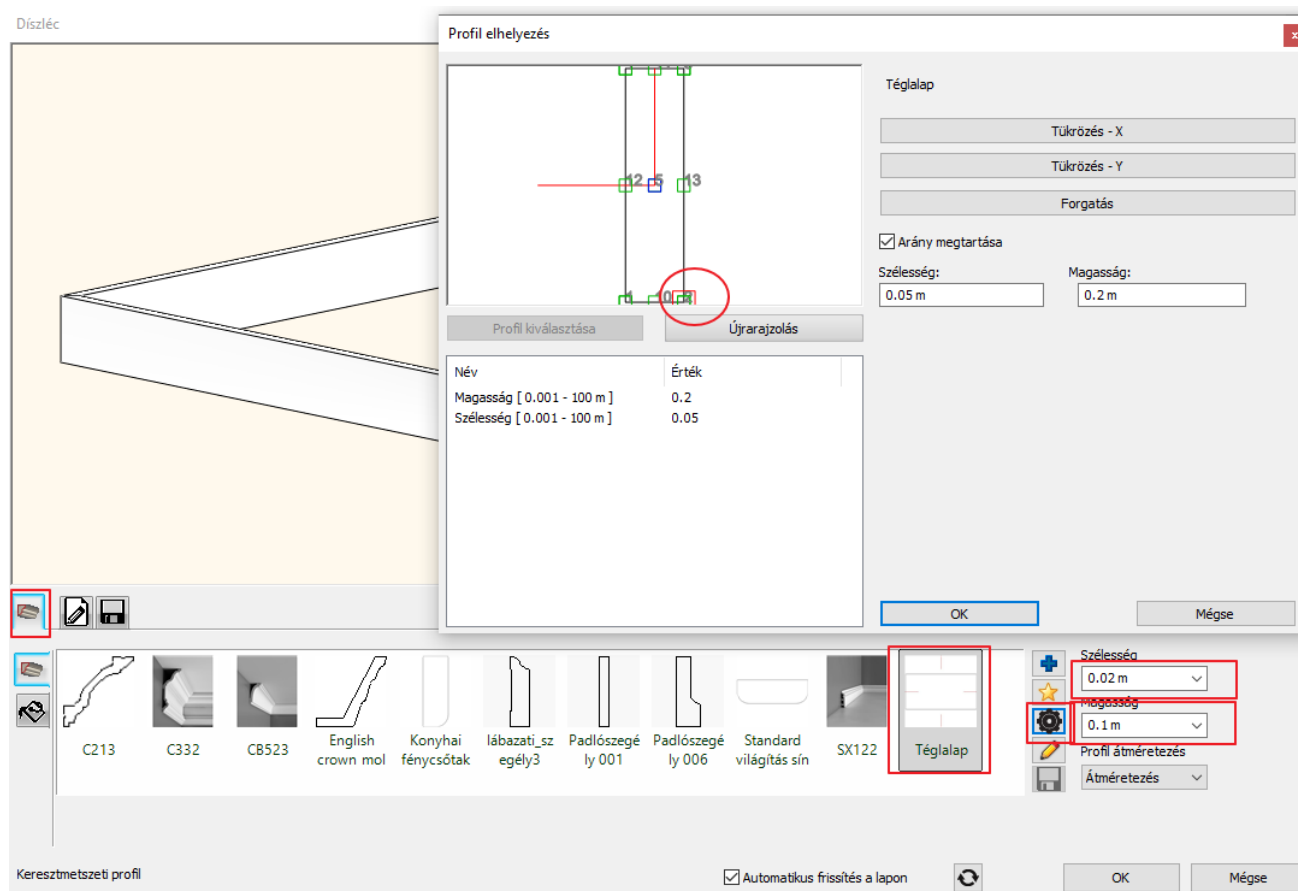 Díszléc
Profil elhelyezés
x
12 5 13
1 10 2
Profil kiválasztása
Újrarajzolás
Név Érték
Magasság [ 0.001 - 100 m ] 0.2
Szélesség [ 0.001 - 100 m ] 0.05
Téglalap
Tükrözés - X
Tükrözés - Y
Forgatás
Arány megtartása
Szélesség: Magasság:
0.05 m 0.2 m
OK Mégse
C213
C332
CB523
English
crown mol
Konyhai
fénycsőtak
lábazati_sz
egély3
Padlószegé
ly 001
Padlószegé
ly 006
Standard
világítás sín
SX122
Téglalap
Szélesség
0.02 m
Magasság
0.1 m
Profil átméretezés
Átméretezés
Keresztmetszeti profil
Automatikus frissítés a lapon
OK Mégse